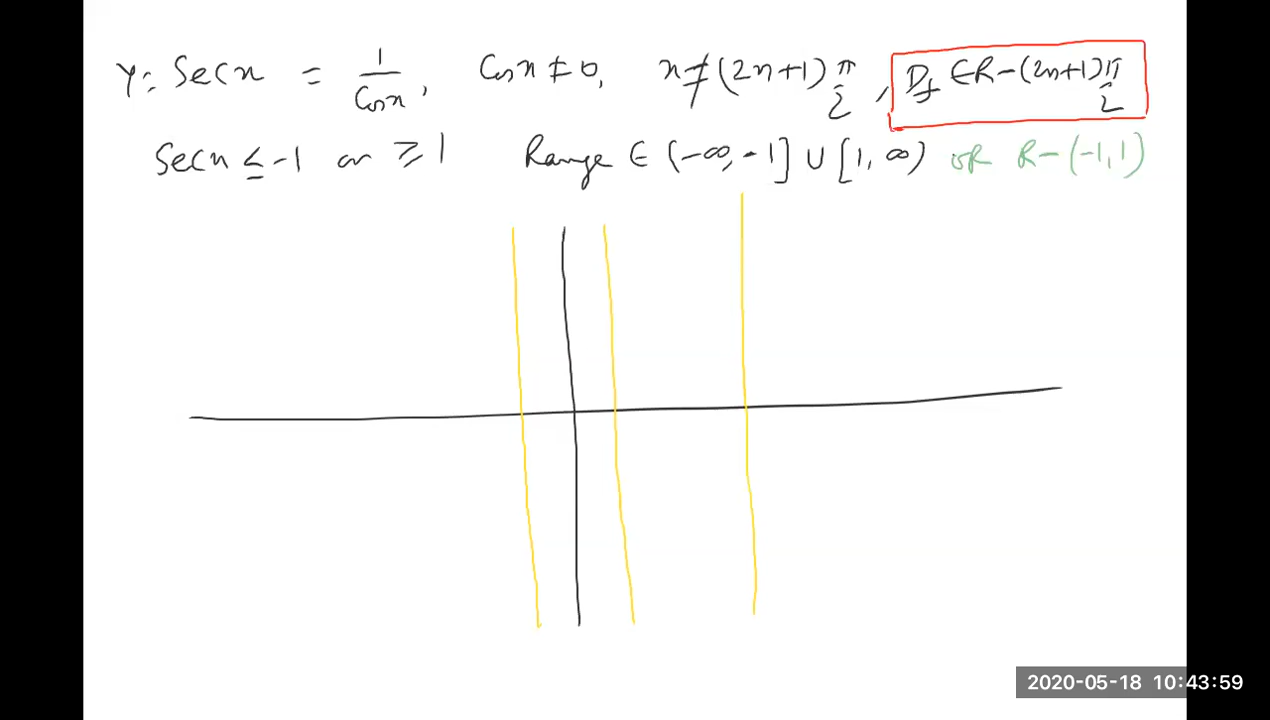 Y: Secx = 1/Cosx, Cosx ≠ 0, x ≠ (2n+1) π/2, Df ∈ R − (2n+1) π/2
Secx ≤ -1 or ≥ 1 Range ∈ (-∞, -1] ∪ [1, ∞) OR R − (-1, 1)
2020-05-18 10:43:59